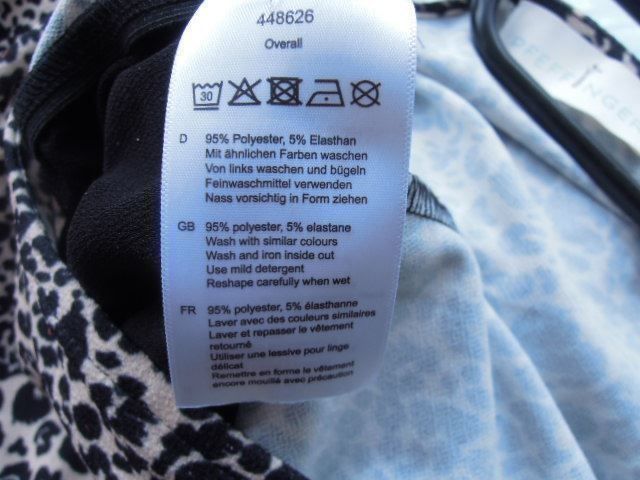 448626
Overall
30
D 95% Polyester, 5% Elasthan
Mit ähnlichen Farben waschen
Von links waschen und bügeln
Feinwaschmittel verwenden
Nass vorsichtig in Form ziehen
GB 95% polyester, 5% elastane
Wash with similar colours
Wash and iron inside out
Use mild detergent
Reshape carefully when wet
FR 95% polyester, 5% élasthanne
Laver avec des couleurs similaires
Laver et repasser le vêtement
retourné
Utiliser une lessive pour linge
délicat
Remettre en forme le vêtement
encore mouillé avec précaution